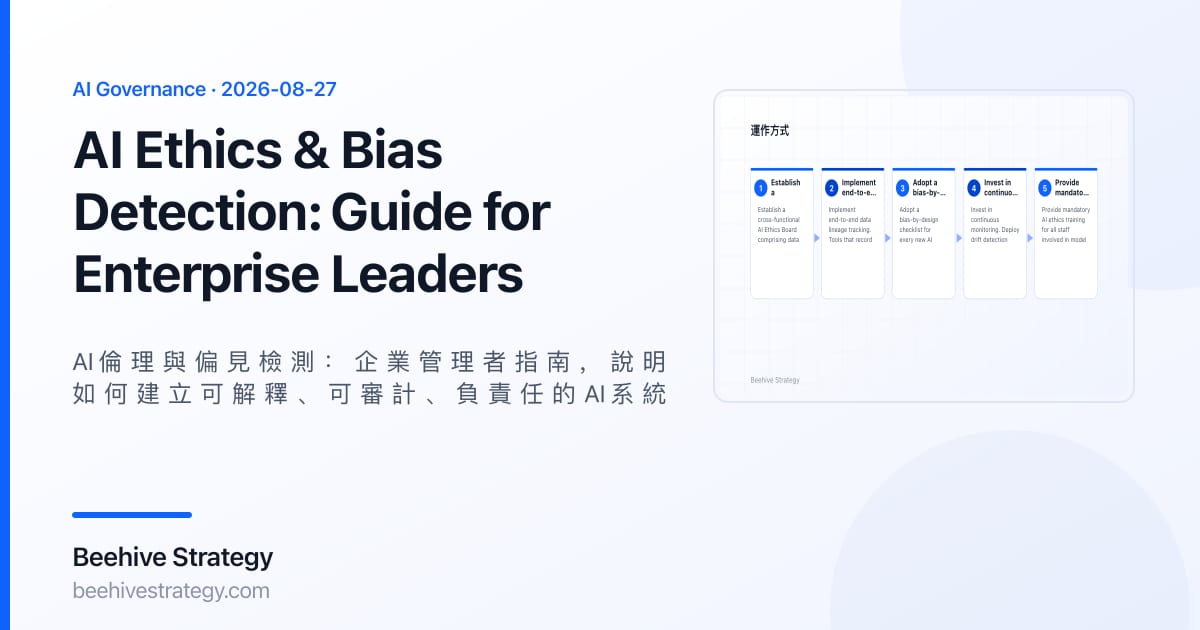 AI Governance · 2026-08-27
AI Ethics & Bias
Detection: Guide for
Enterprise Leaders
AI倫理與偏見檢測：企業管理者指南，說明
如何建立可解釋、可審計、負責任的AI系統
Beehive Strategy
beehivestrategy.com
運作方式
1 Establish
a
Establish a
cross-functional
AI Ethics Board
comprising data
2 Implement
end-to-e...
Implement
end-to-end data
lineage tracking.
Tools that record
3 Adopt a
bias-by-...
Adopt a
bias-by-design
checklist for
every new AI
4 Invest in
continuo...
Invest in
continuous
monitoring. Deploy
drift detection
5 Provide
mandato...
Provide mandatory
AI ethics training
for all staff
involved in model
Beehive Strategy